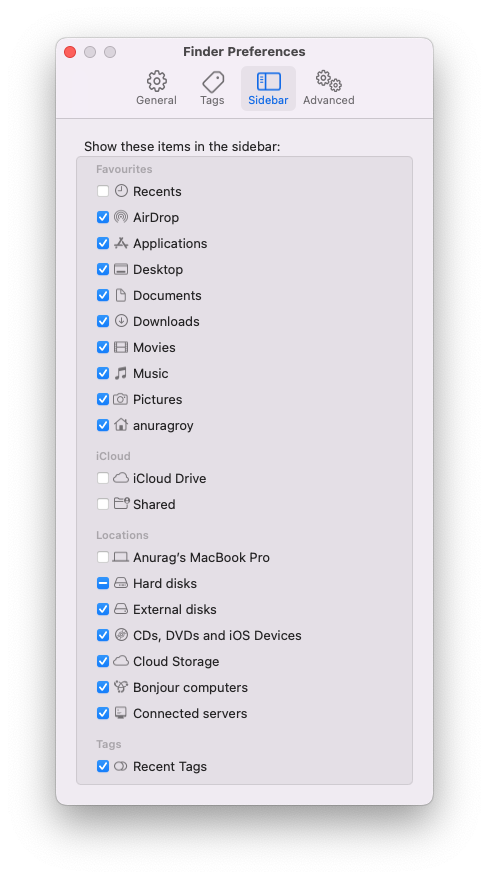 Finder Preferences
General Tags Sidebar Advanced
Show these items in the sidebar:
Favourites
Recents
AirDrop
Applications
Desktop
Documents
Downloads
Movies
Music
Pictures
anuragroy
iCloud
iCloud Drive
Shared
Locations
Anurag's MacBook Pro
Hard disks
External disks
CDs, DVDs and iOS Devices
Cloud Storage
Bonjour computers
Connected servers
Tags
Recent Tags